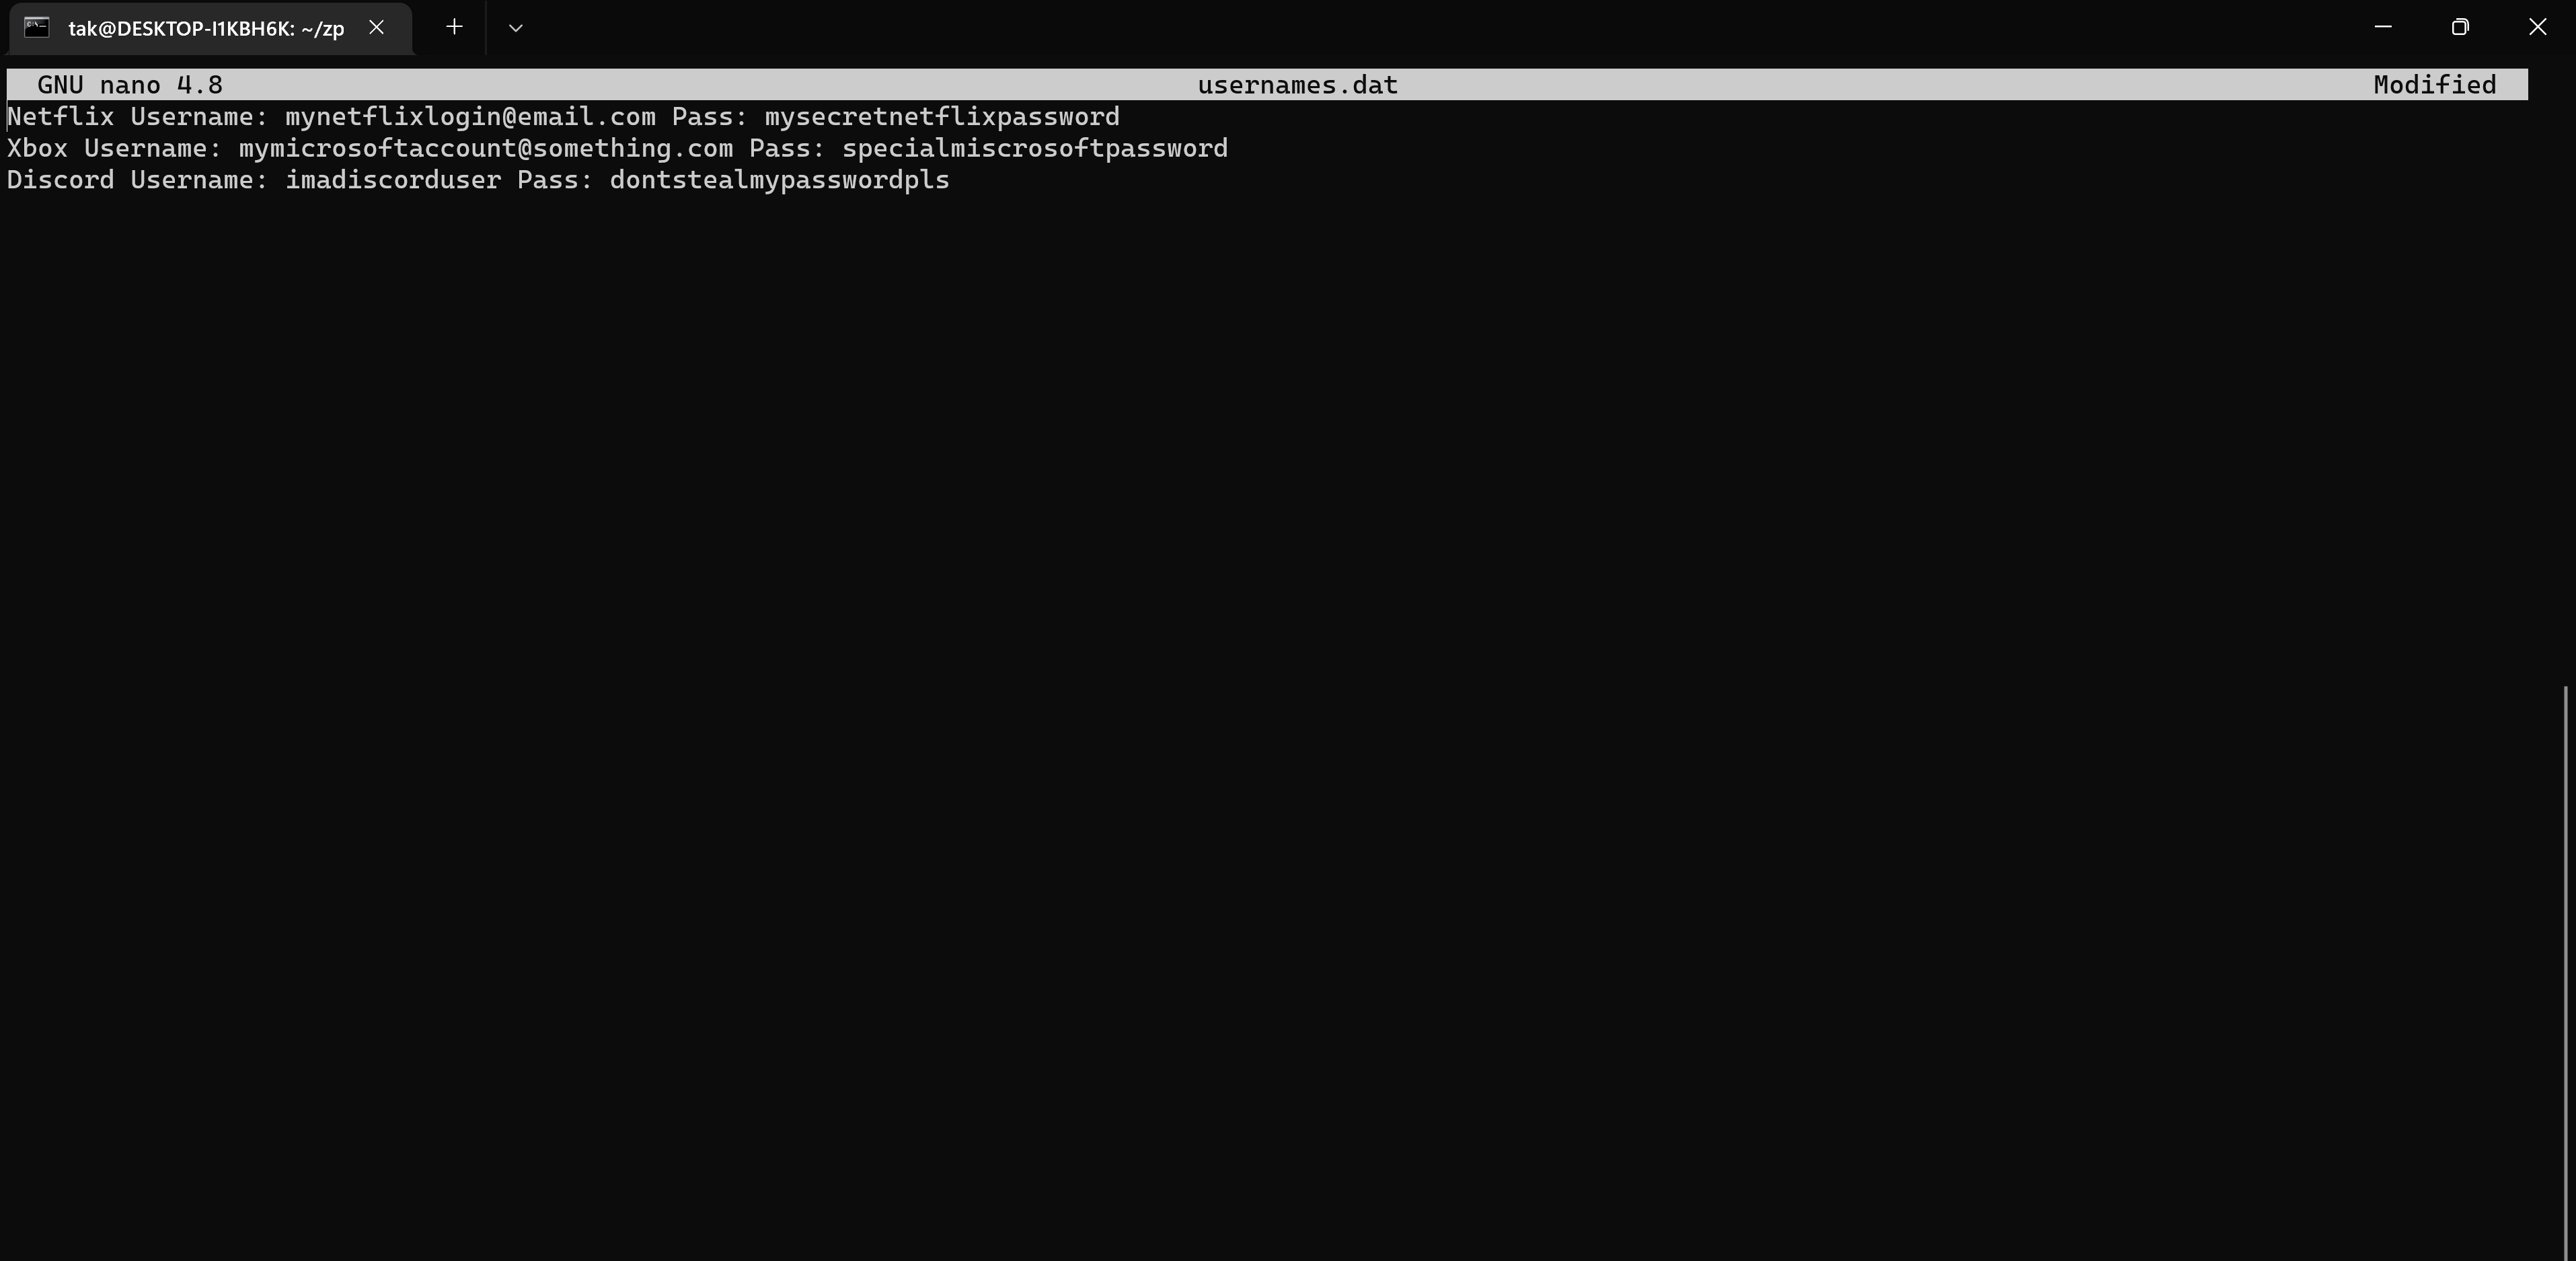 tak@DESKTOP-I1KBH6K: ~/zp
GNU nano 4.8 usernames.dat Modified
Netflix Username: mynetflixlogin@email.com Pass: mysecretnetflixpassword
Xbox Username: mymicrosoftaccount@something.com Pass: specialmiscrosoftpassword
Discord Username: imadiscorduser Pass: dontstealmypasswordpls